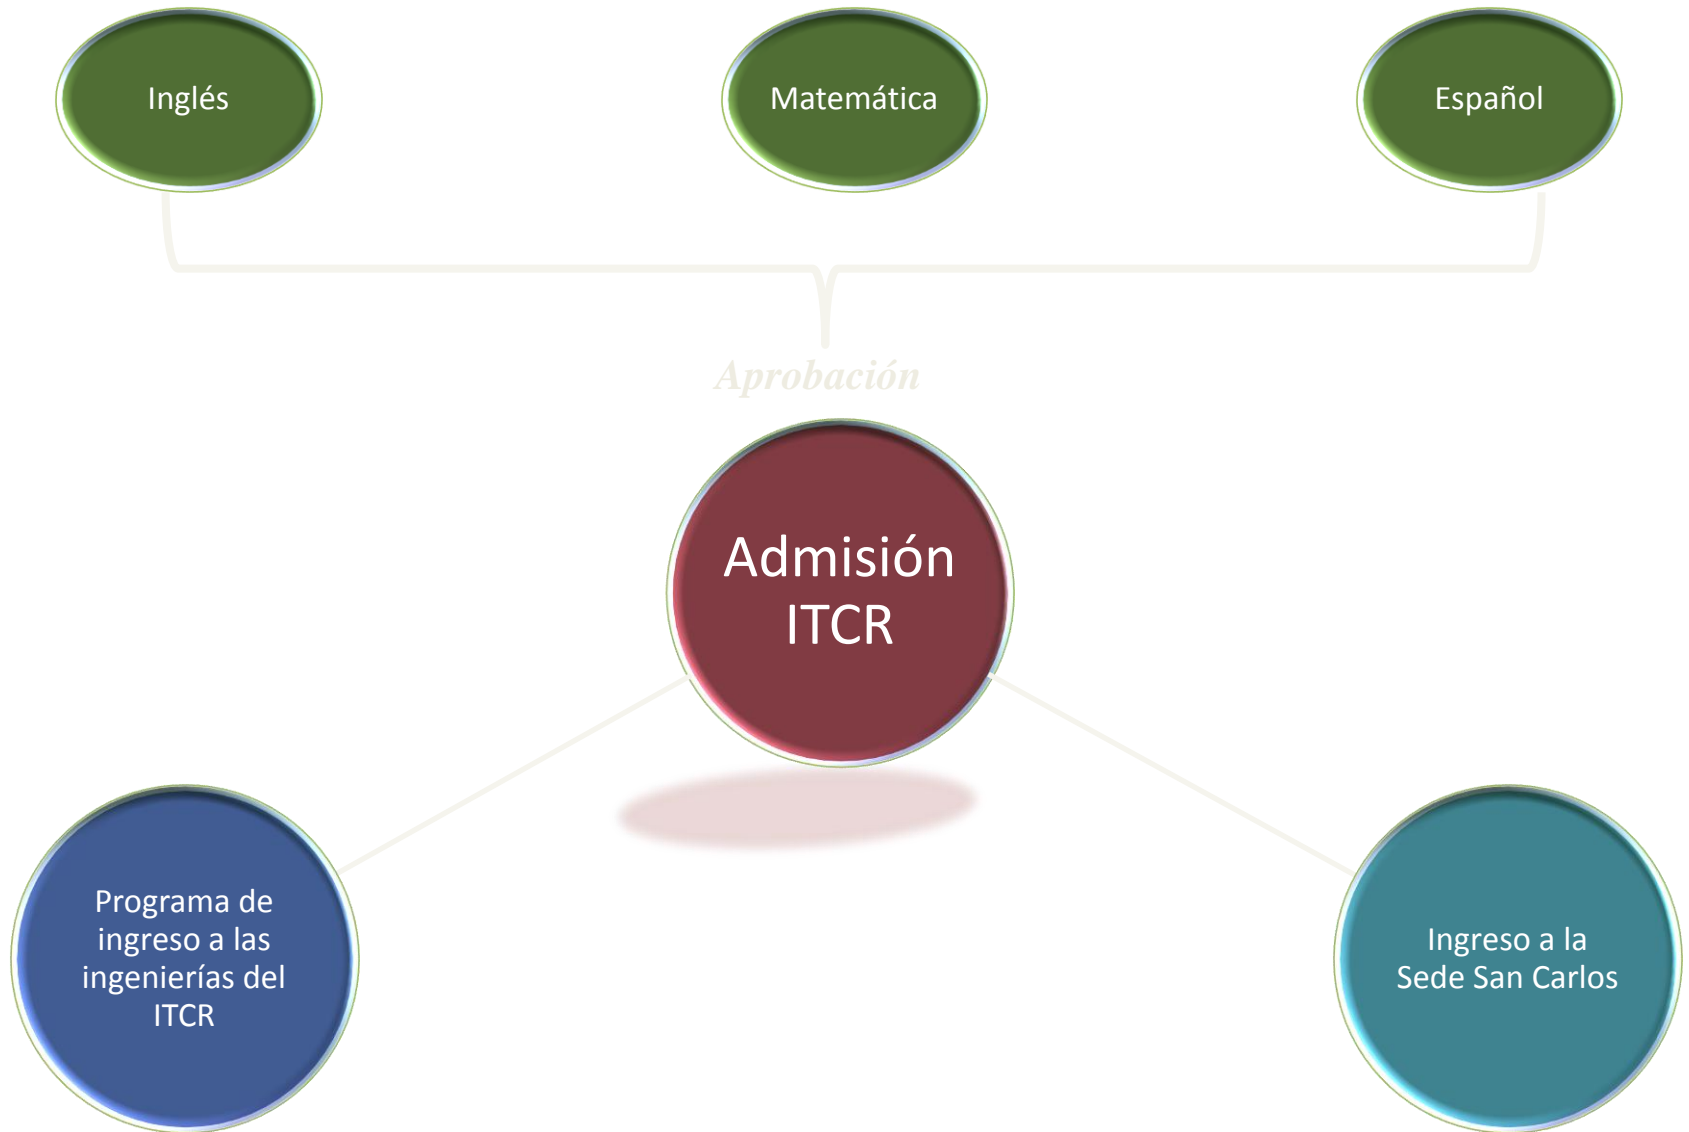 Inglés
Matemática
Español
Aprobación
Admisión
ITCR
Programa de
ingreso a las
ingenierías del
ITCR
Ingreso a la
Sede San Carlos